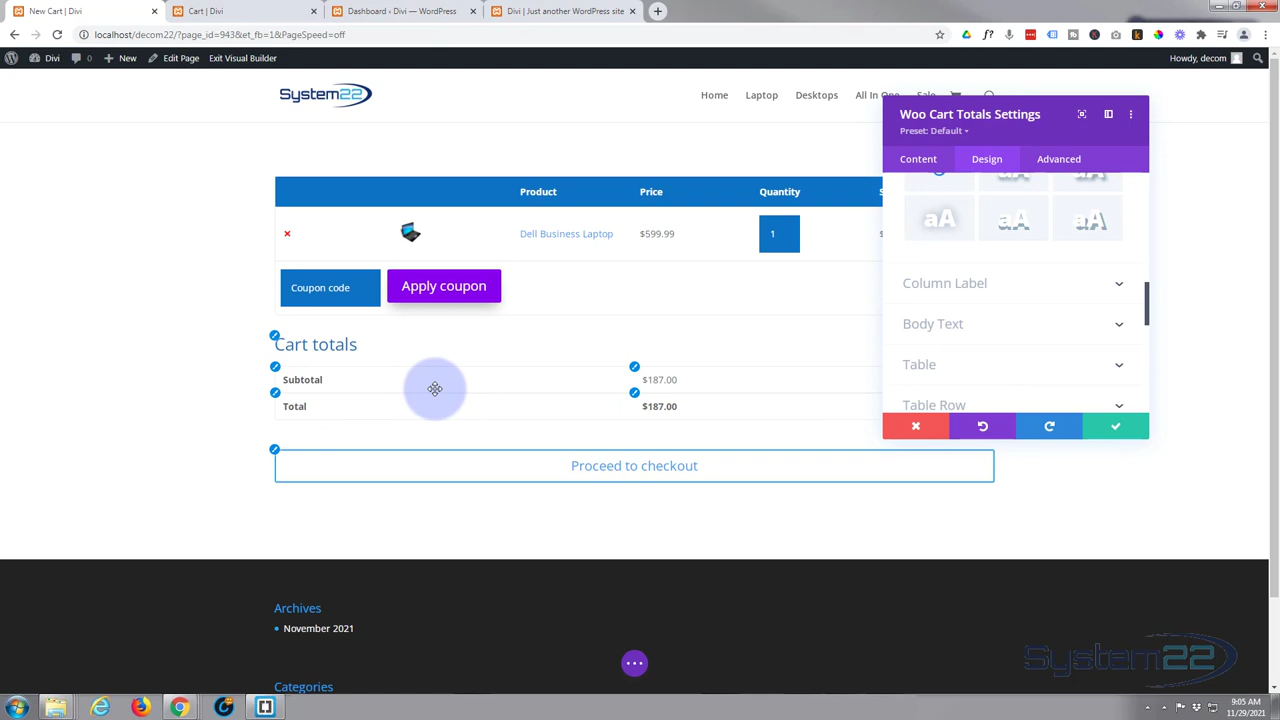 New Cart | Divi
Cart | Divi
Dashboard ‹ Divi — WordPress
Divi | Just another WordPress site
localhost/decom22/?page_id=943&et_fb=1&PageSpeed=off
Divi
0
New
Edit Page
Exit Visual Builder
Howdy, decom
System22
Home
Laptop
Desktops
All In One
Sale
Woo Cart Totals Settings
Preset: Default
Content
Design
Advanced
aA aA aA
Column Label
Body Text
Table
Table Row
Product Price Quantity
Dell Business Laptop $599.99 1
Coupon code
Apply coupon
Cart totals
Subtotal $187.00
Total $187.00
Proceed to checkout
Archives
November 2021
Categories
System22
9:05 AM
11/29/2021